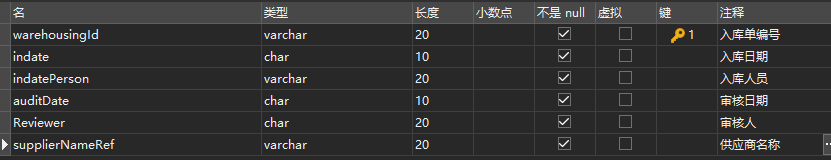 名 类型 长度 小数点 不是 null 虚拟 键 注释
warehousingId varchar 20 1 入库单编号
indate char 10 入库日期
indatePerson varchar 20 入库人员
auditDate char 10 审核日期
Reviewer char 20 审核人
supplierNameRef varchar 20 供应商名称